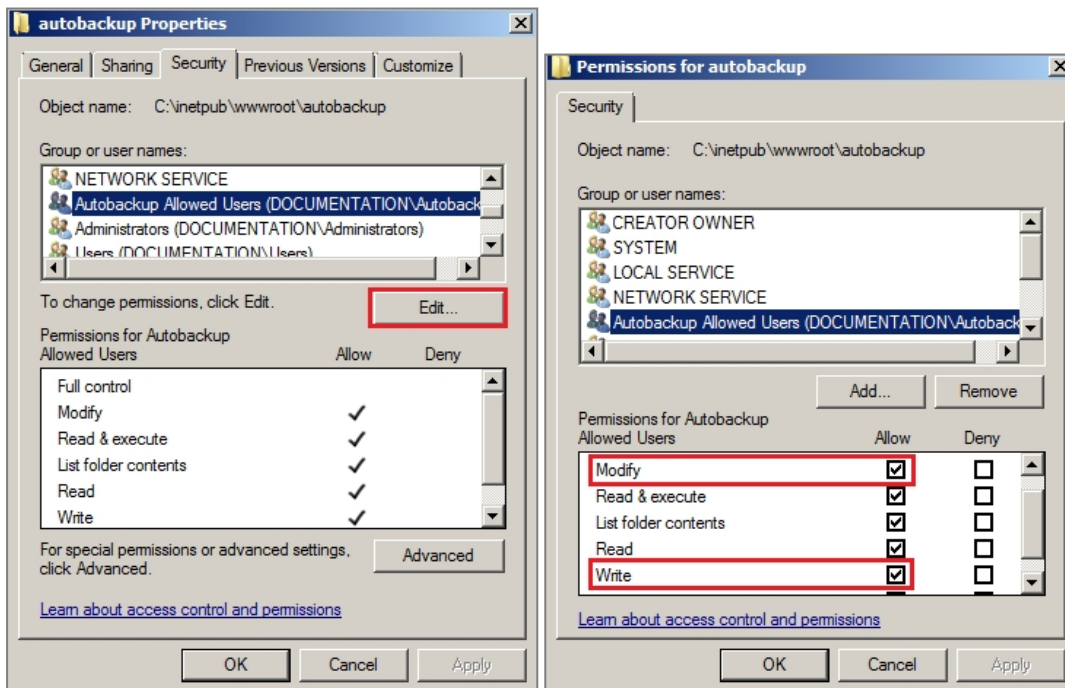 autobackup Properties
General Sharing Security Previous Versions Customize
Object name: C:\inetpub\wwwroot\autobackup
Group or user names:
NETWORK SERVICE
Autobackup Allowed Users (DOCUMENTATION\Autoback
Administrators (DOCUMENTATION\Administrators)
Users (DOCUMENTATION\Users)
To change permissions, click Edit.
Edit...
Permissions for Autobackup
Allowed Users Allow Deny
Full control
Modify
Read & execute
List folder contents
Read
Write
For special permissions or advanced settings,
click Advanced.
Advanced
Learn about access control and permissions
OK Cancel Apply
Permissions for autobackup
Security
Object name: C:\inetpub\wwwroot\autobackup
Group or user names:
CREATOR OWNER
SYSTEM
LOCAL SERVICE
NETWORK SERVICE
Autobackup Allowed Users (DOCUMENTATION\Autoback
Add... Remove
Permissions for Autobackup
Allowed Users Allow Deny
Modify
Read & execute
List folder contents
Read
Write
Learn about access control and permissions
OK Cancel Apply